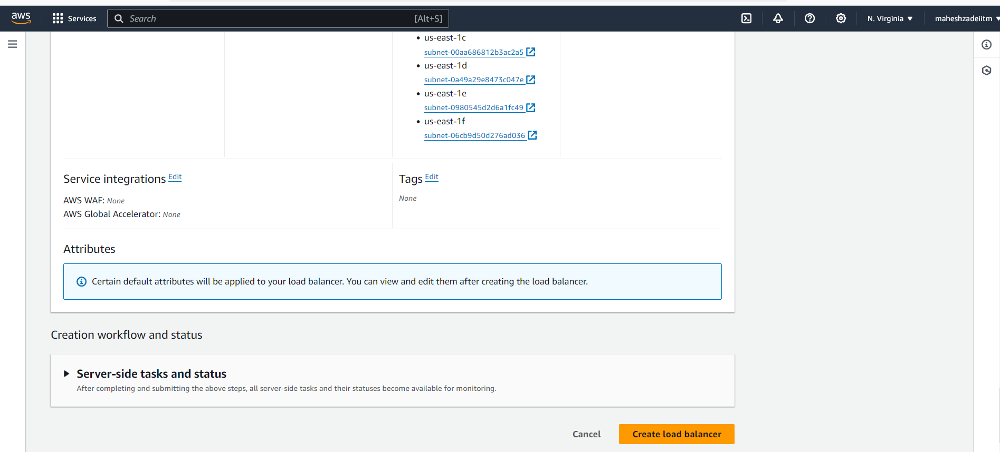 aws Services Search [Alt+S] N. Virginia maheshzadeiitm
us-east-1c
subnet-00aa686812b3ac2a5
us-east-1d
subnet-0a49a29e8473c047e
us-east-1e
subnet-0980545d2d6a1fc49
us-east-1f
subnet-06cb9d50d276ad036
Service integrations Edit
AWS WAF: None
AWS Global Accelerator: None
Tags Edit
None
Attributes
Certain default attributes will be applied to your load balancer. You can view and edit them after creating the load balancer.
Creation workflow and status
Server-side tasks and status
After completing and submitting the above steps, all server-side tasks and their statuses become available for monitoring.
Cancel Create load balancer